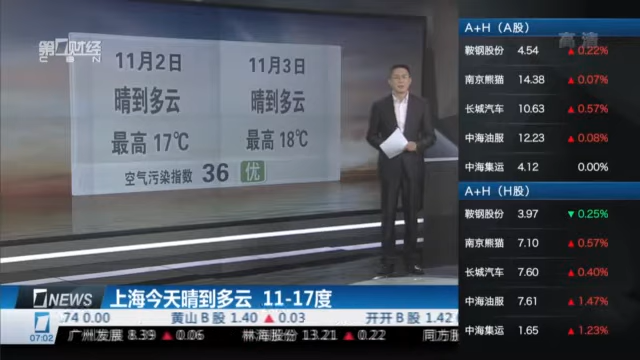 第一财经
CBN
高清
11月2日
11月3日
晴到多云
晴到多云
最高 17℃
最高 18℃
空气污染指数 36 优
A+H（A股）
鞍钢股份 4.54 ▲ 0.22%
南京熊猫 14.38 ▲ 0.07%
长城汽车 10.63 ▲ 0.57%
中海油服 12.23 ▲ 0.08%
中海集运 4.12 0.00%
A+H（H股）
鞍钢股份 3.97 ▼ 0.25%
南京熊猫 7.10 ▲ 0.57%
长城汽车 7.60 ▲ 0.40%
中海油服 7.61 ▲ 1.47%
中海集运 1.65 ▲ 1.23%
NEWS 上海今天晴到多云 11-17度
.74 0.00 黄山B股 1.40 ▲ 0.03 开开B股 1.42
07:02 广州发展 8.39 ▲ 0.06 林海股份 13.21 ▲ 0.22 同方股